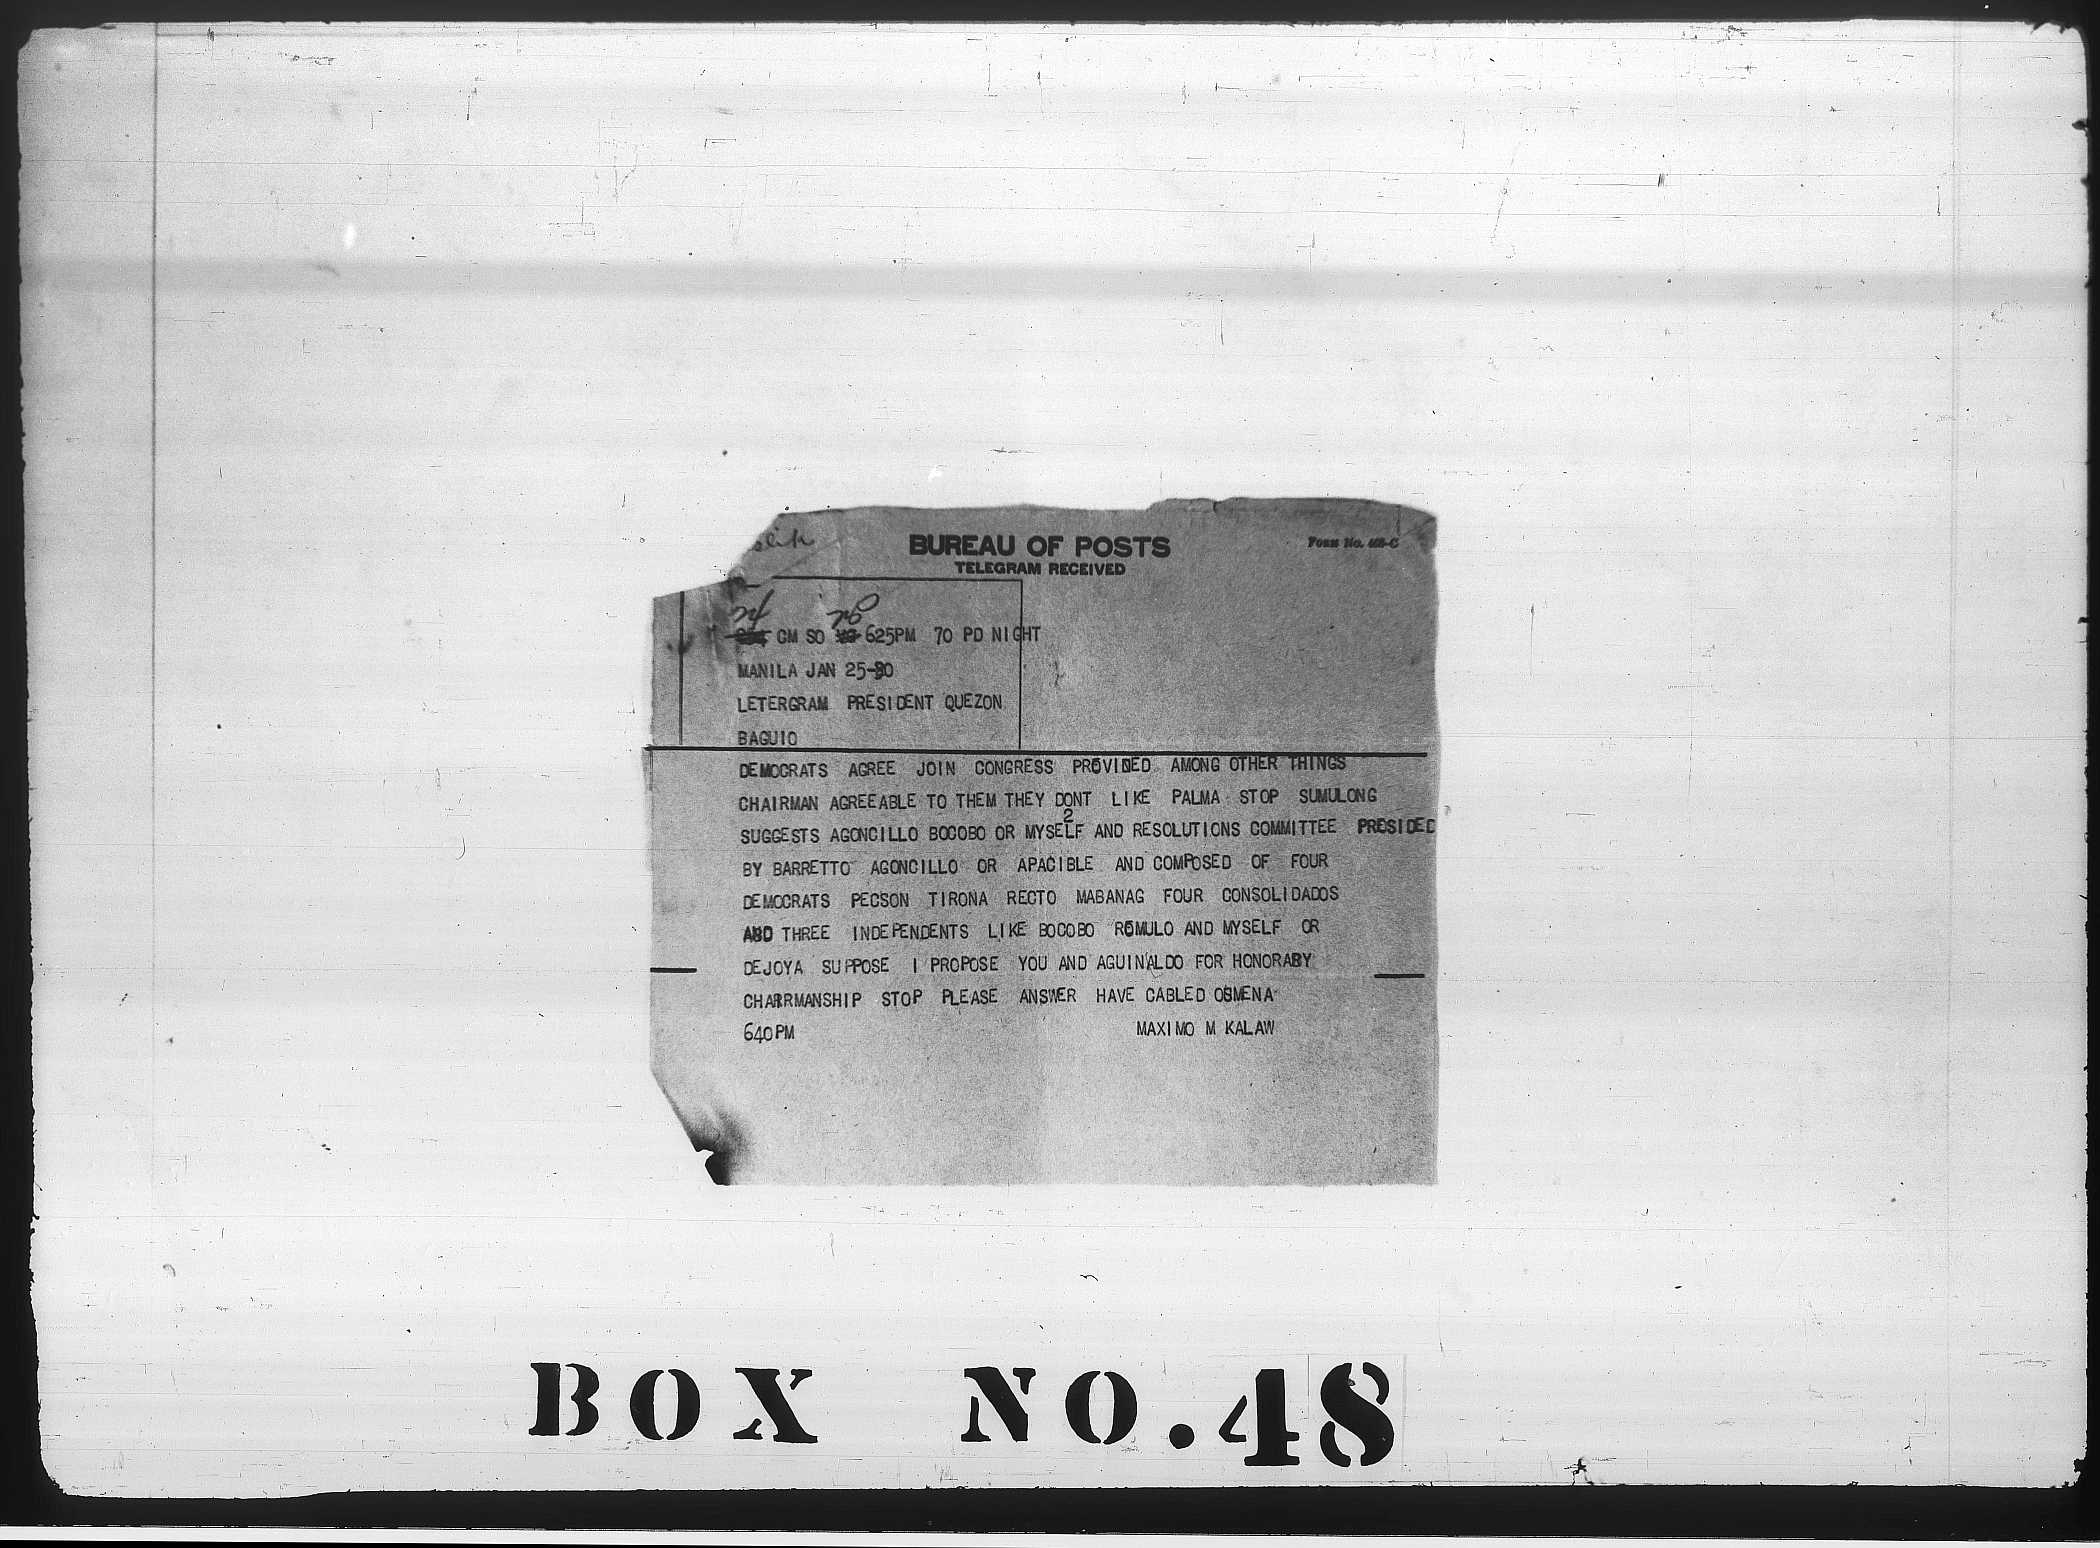 BUREAU OF POSTS
TELEGRAM RECEIVED
Form No.
CM SO 625PM 70 PD NIGHT
MANILA JAN 25-30
LETERGRAM PRESIDENT QUEZON
BAGUIO
DEMOCRATS AGREE JOIN CONGRESS PROVIDED AMONG OTHER THINGS
CHAIRMAN AGREEABLE TO THEM THEY DONT LIKE PALMA STOP SUMULONG
2
SUGGESTS AGONCILLO BOCOBO OR MYSELF AND RESOLUTIONS COMMITTEE PRESIDED
BY BARRETTO AGONCILLO OR APACIBLE AND COMPOSED OF FOUR
DEMOCRATS PECSON TIRONA RECTO MABANAG FOUR CONSOLIDADOS
AND THREE INDEPENDENTS LIKE BOCOBO ROMULO AND MYSELF OR
DEJOYA SUPPOSE I PROPOSE YOU AND AGUINALDO FOR HONORARY
CHAIRMANSHIP STOP PLEASE ANSWER HAVE CABLED OSMENA
640PM MAXIMO M KALAW
BOX NO.48